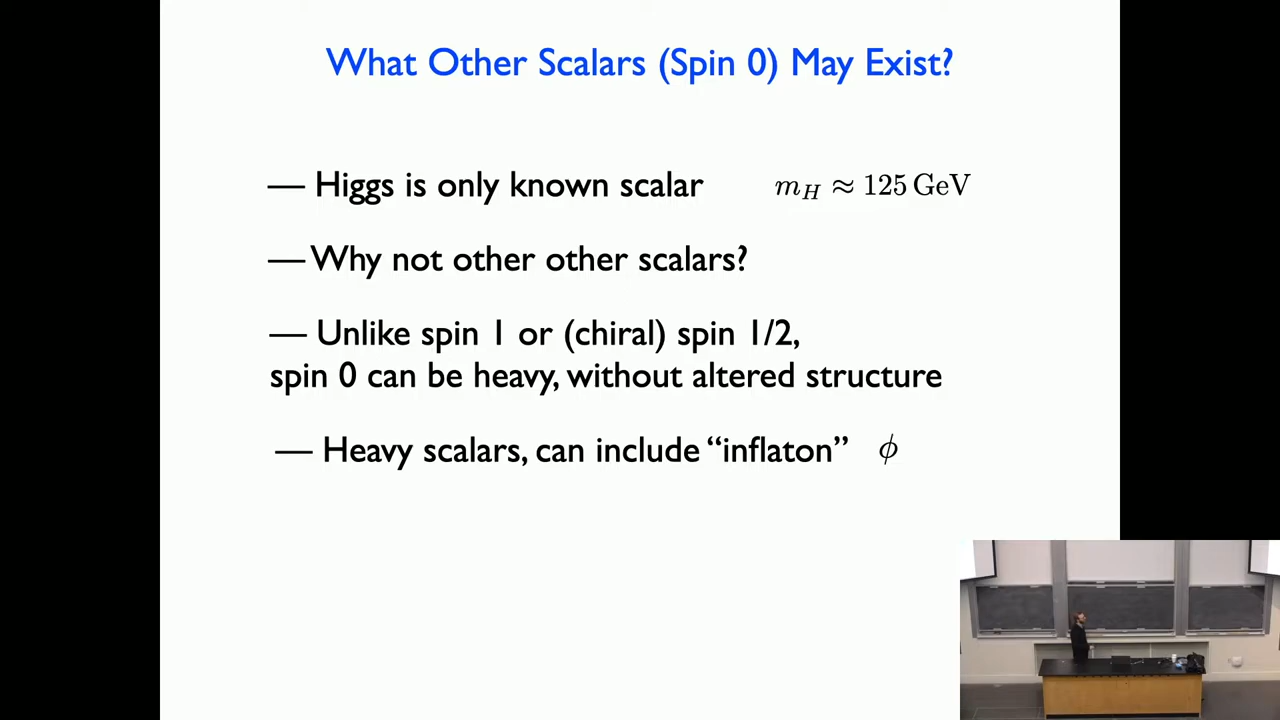 What Other Scalars (Spin 0) May Exist?
— Higgs is only known scalar m_H ≈ 125 GeV
— Why not other other scalars?
— Unlike spin 1 or (chiral) spin 1/2,
spin 0 can be heavy, without altered structure
— Heavy scalars, can include “inflaton” ϕ